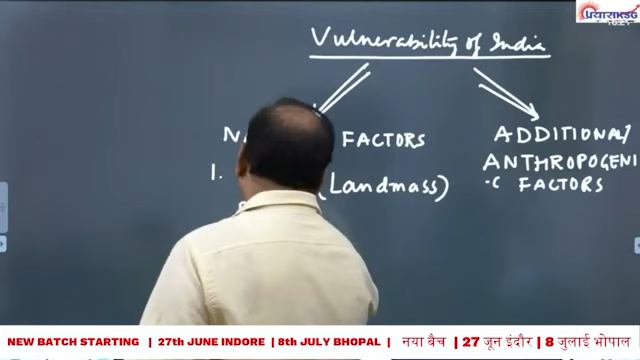 Vulnerability of India
FACTORS
1.
(Landmass)
ADDITIONAL/
ANTHROPOGENI
-C FACTORS
NEW BATCH STARTING | 27th JUNE INDORE | 8th JULY BHOPAL | नया बैच | 27 जून इंदौर | 8 जुलाई भोपाल